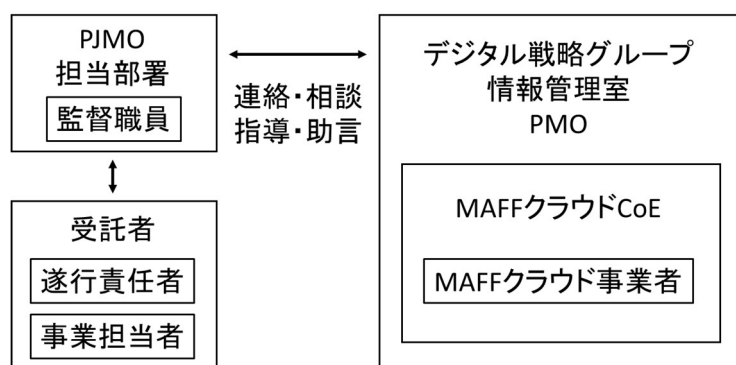 PJMO
担当部署
監督職員
連絡・相談
指導・助言
デジタル戦略グループ
情報管理室
PMO
MAFFクラウドCoE
MAFFクラウド事業者
受託者
遂行責任者
事業担当者